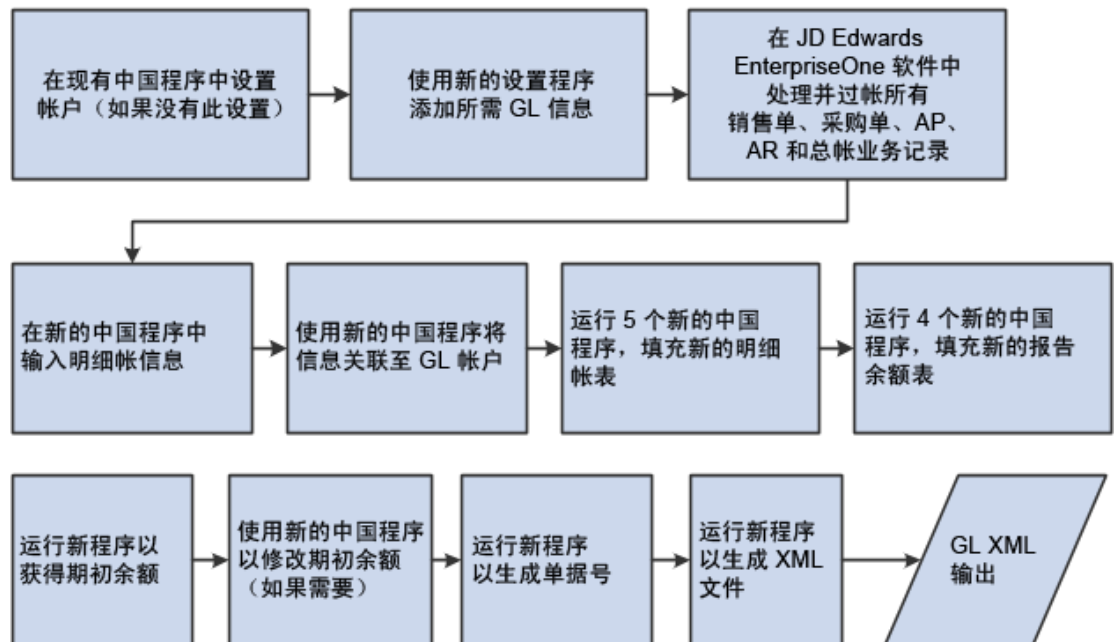 在现有中国程序中设置
帐户（如果没有此设置）
使用新的设置程序
添加所需 GL 信息
在 JD Edwards
EnterpriseOne 软件中
处理并过帐所有
销售单、采购单、AP、
AR 和总帐业务记录
在新的中国程序中
输入明细帐信息
使用新的中国程序将
信息关联至 GL 帐户
运行 5 个新的中国
程序，填充新的明细
帐表
运行 4 个新的中国
程序，填充新的报告
余额表
运行新程序以
获得期初余额
使用新的中国程序
以修改期初余额
（如果需要）
运行新程序
以生成单据号
运行新程序
以生成 XML
文件
GL XML
输出